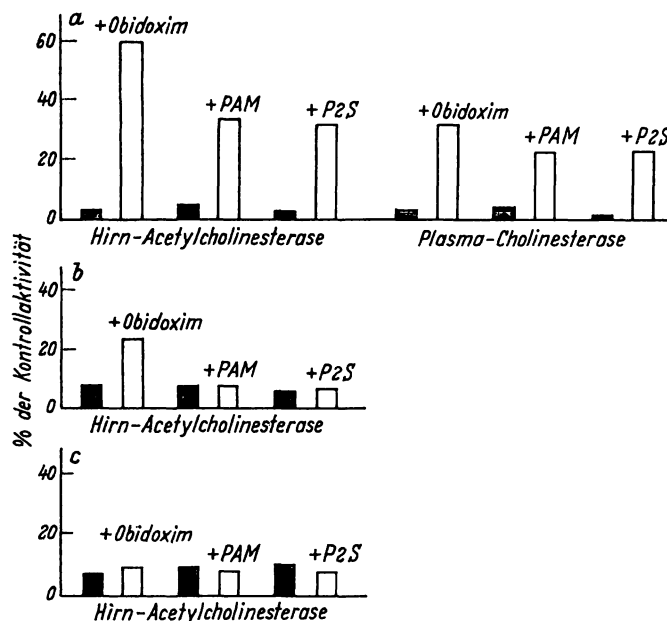 % der Kontrollaktivität
a
60
40
20
0
+Obidoxim
+PAM
+P2S
+Obidoxim
+PAM
+P2S
Hirn-Acetylcholinesterase
Plasma-Cholinesterase
b
40
20
0
+Obidoxim
+PAM
+P2S
Hirn-Acetylcholinesterase
c
40
20
0
+Obidoxim
+PAM
+P2S
Hirn-Acetylcholinesterase